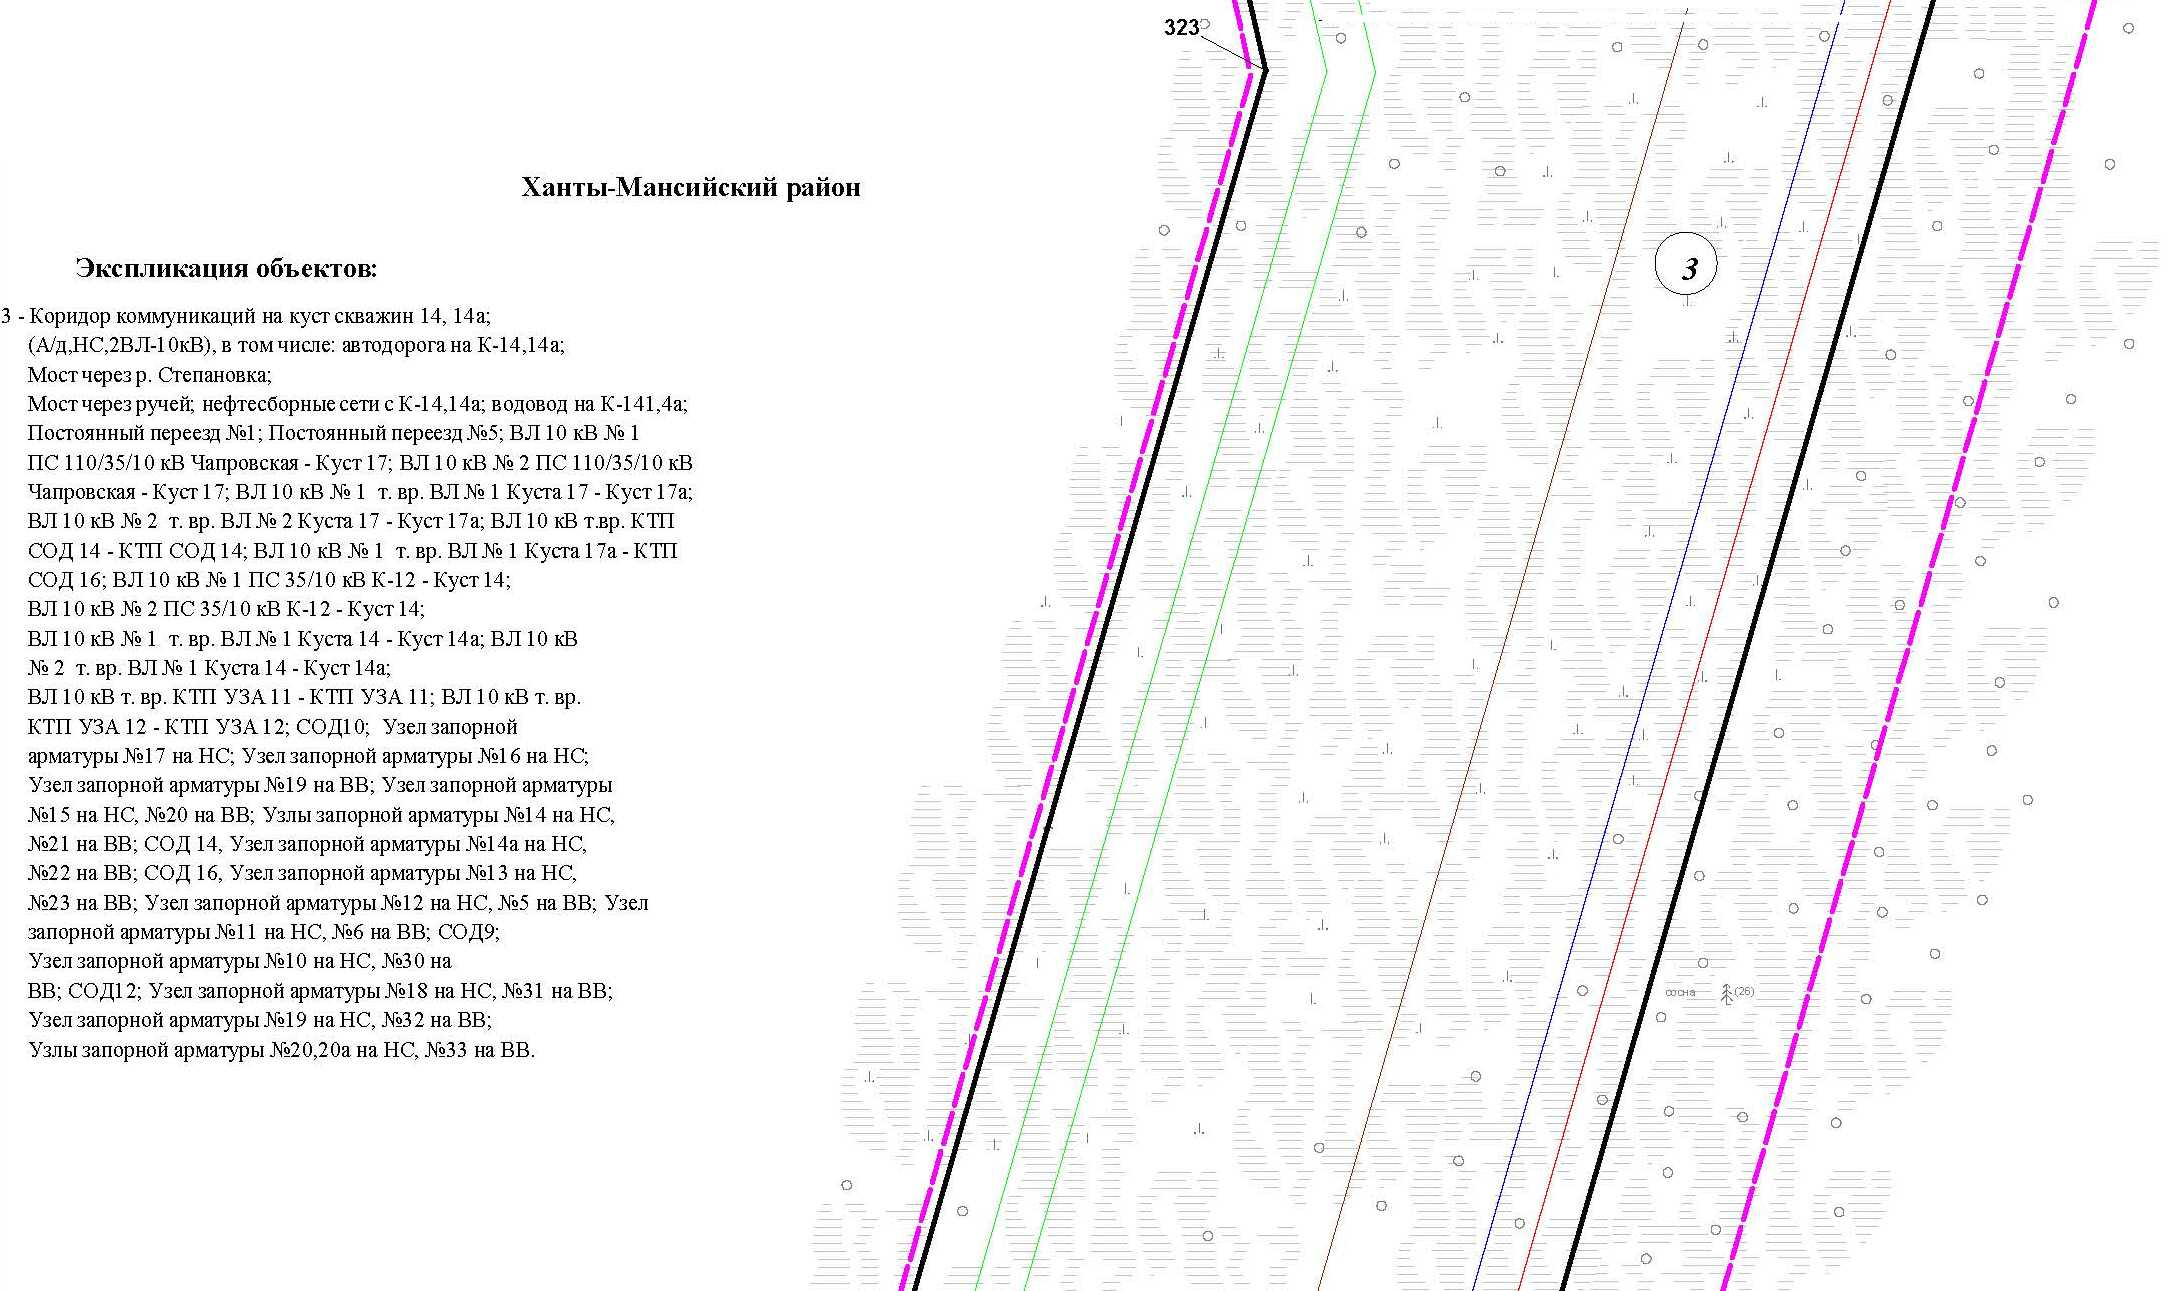 323
Ханты-Мансийский район
3
Экспликация объектов:
3 - Коридор коммуникаций на куст скважин 14, 14а;
(А/д,НС,2ВЛ-10кВ), в том числе: автодорога на К-14,14а;
Мост через р. Степановка;
Мост через ручей; нефтесборные сети с К-14,14а; водовод на К-141,4а;
Постоянный переезд №1; Постоянный переезд №5; ВЛ 10 кВ № 1
ПС 110/35/10 кВ Чапровская - Куст 17; ВЛ 10 кВ № 2 ПС 110/35/10 кВ
Чапровская - Куст 17; ВЛ 10 кВ № 1 т. вр. ВЛ № 1 Куста 17 - Куст 17а;
ВЛ 10 кВ № 2 т. вр. ВЛ № 2 Куста 17 - Куст 17а; ВЛ 10 кВ т.вр. КТП
СОД 14 - КТП СОД 14; ВЛ 10 кВ № 1 т. вр. ВЛ № 1 Куста 17а - КТП
СОД 16; ВЛ 10 кВ № 1 ПС 35/10 кВ К-12 - Куст 14;
ВЛ 10 кВ № 2 ПС 35/10 кВ К-12 - Куст 14;
ВЛ 10 кВ № 1 т. вр. ВЛ № 1 Куста 14 - Куст 14а; ВЛ 10 кВ
№ 2 т. вр. ВЛ № 1 Куста 14 - Куст 14а;
ВЛ 10 кВ т. вр. КТП УЗА 11 - КТП УЗА 11; ВЛ 10 кВ т. вр.
КТП УЗА 12 - КТП УЗА 12; СОД10; Узел запорной
арматуры №17 на НС; Узел запорной арматуры №16 на НС;
Узел запорной арматуры №19 на ВВ; Узел запорной арматуры
№15 на НС, №20 на ВВ; Узлы запорной арматуры №14 на НС,
№21 на ВВ; СОД 14, Узел запорной арматуры №14а на НС,
№22 на ВВ; СОД 16, Узел запорной арматуры №13 на НС,
№23 на ВВ; Узел запорной арматуры №12 на НС, №5 на ВВ; Узел
запорной арматуры №11 на НС, №6 на ВВ; СОД9;
Узел запорной арматуры №10 на НС, №30 на
ВВ; СОД12; Узел запорной арматуры №18 на НС, №31 на ВВ;
Узел запорной арматуры №19 на НС, №32 на ВВ;
Узлы запорной арматуры №20,20а на НС, №33 на ВВ.
сосна (26)